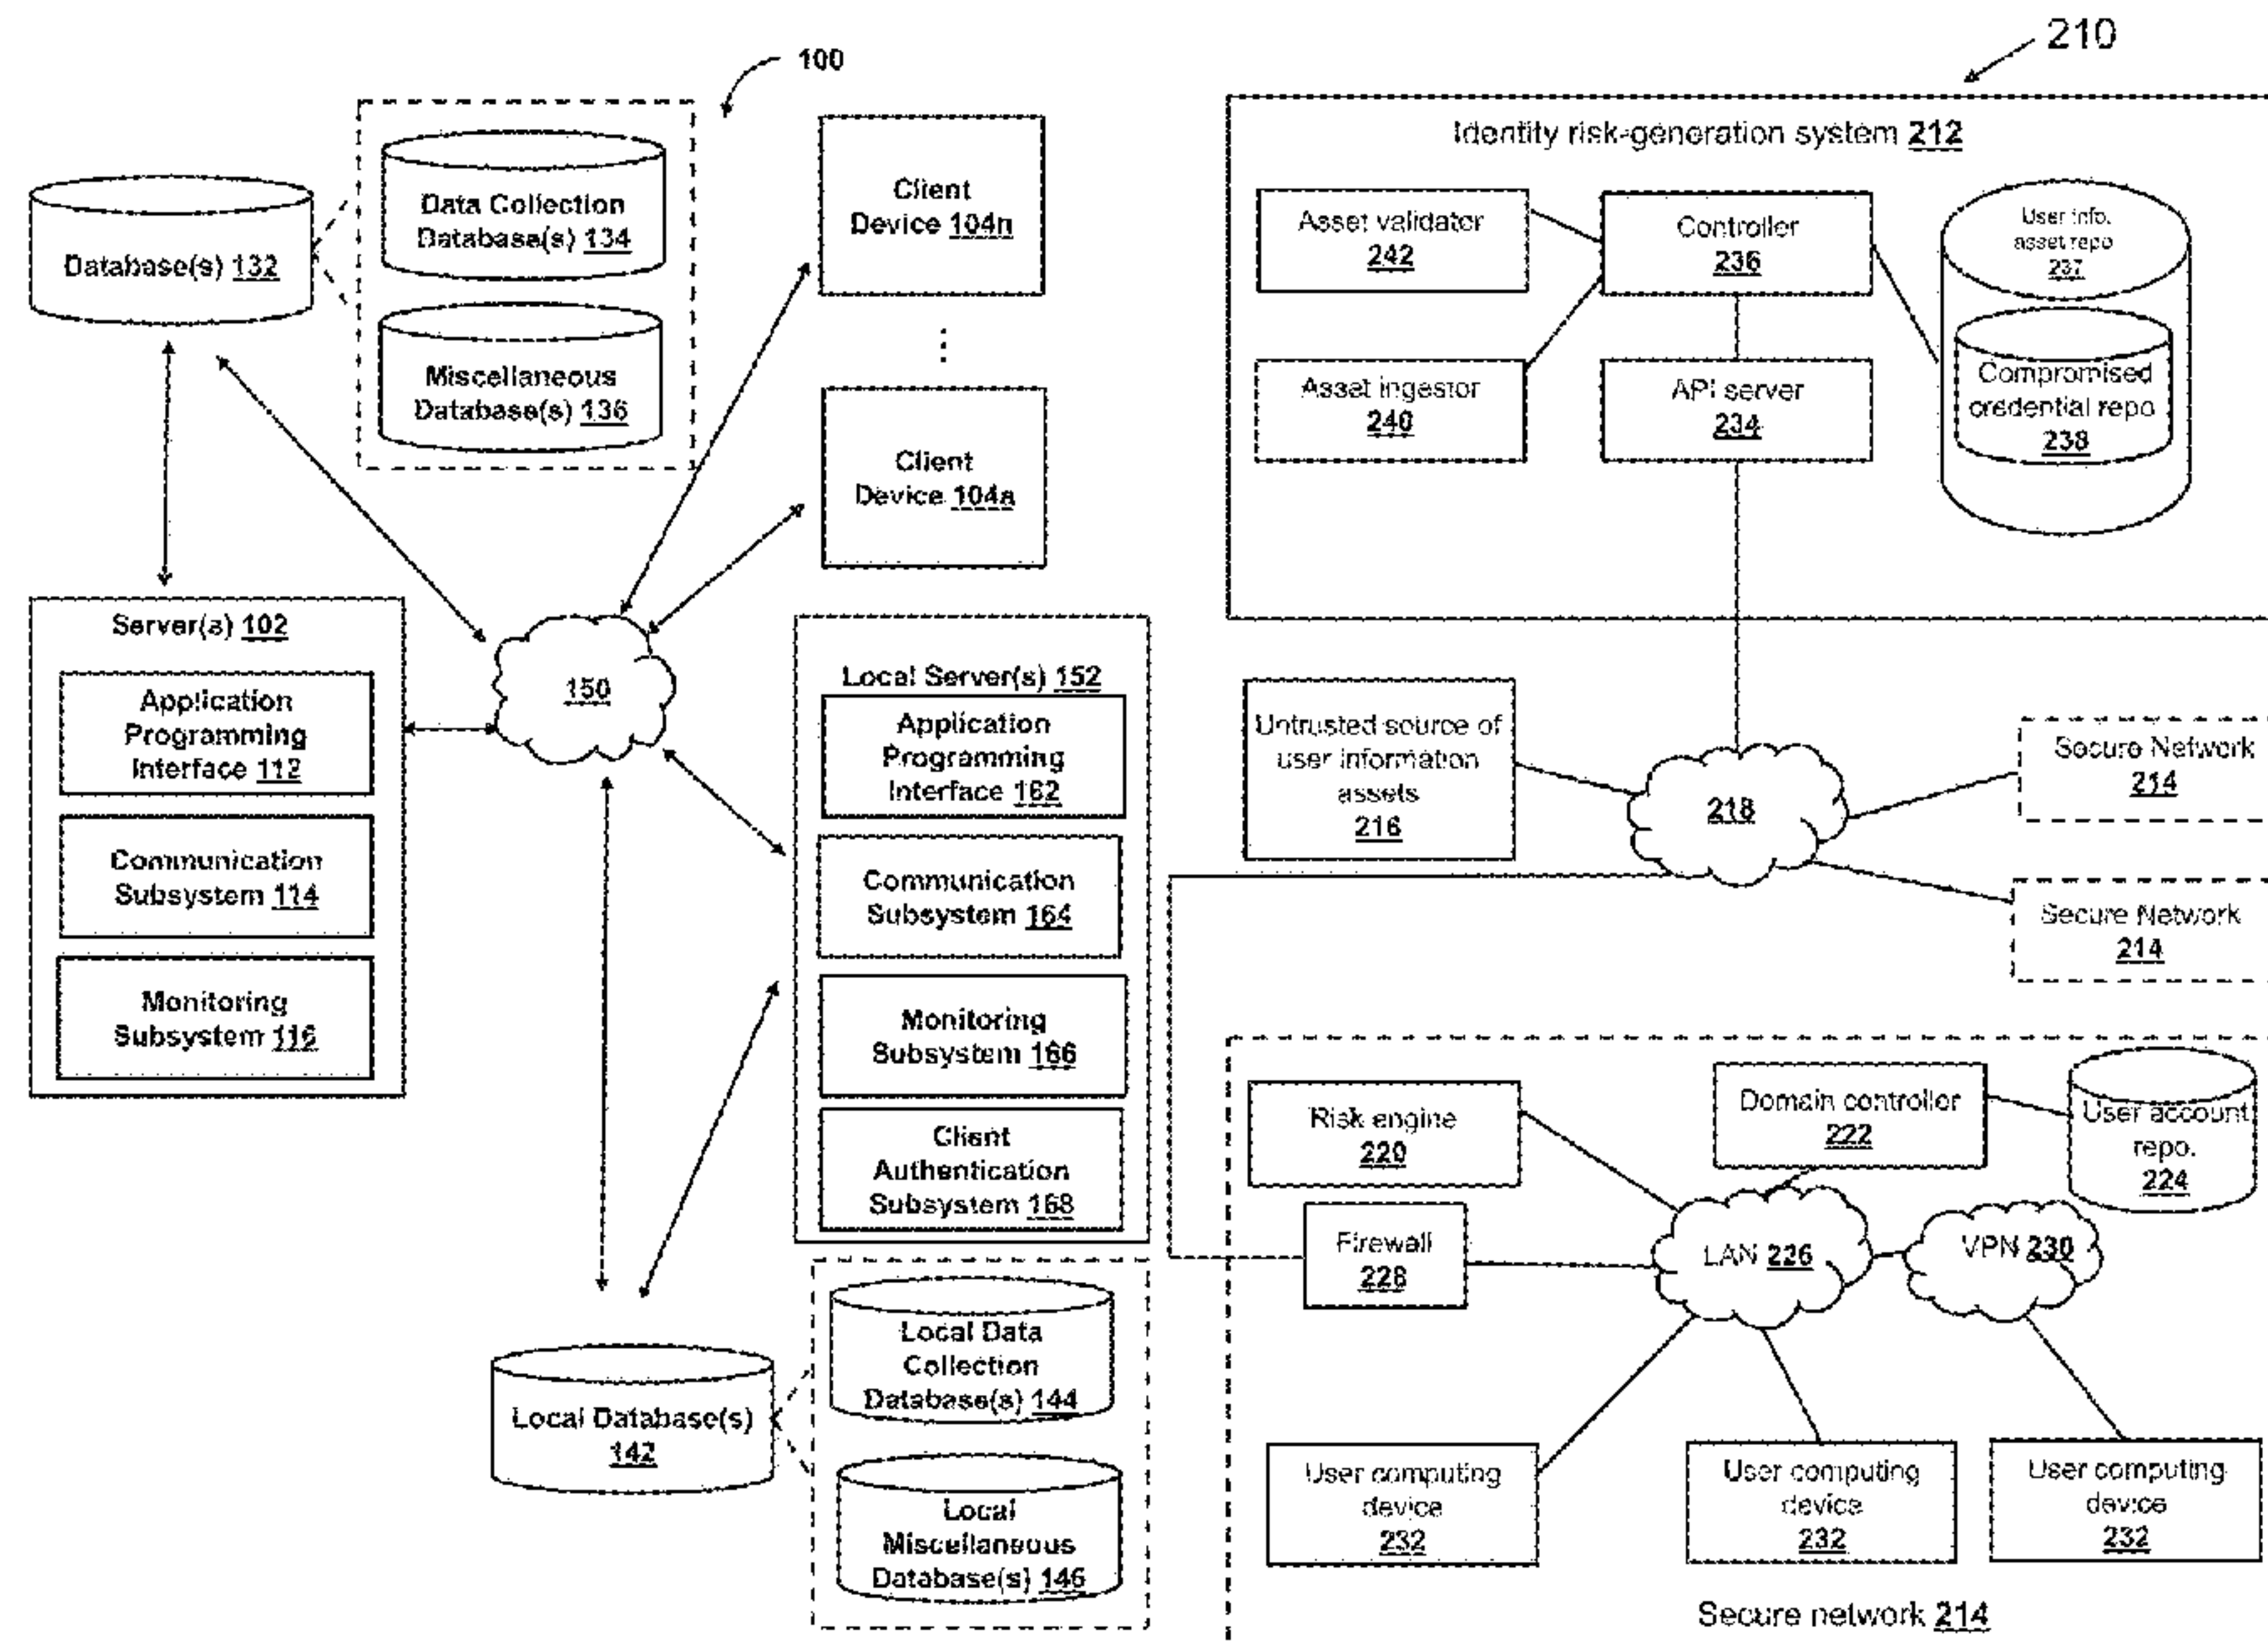 100
Database(s) 132
Data Collection
Database(s) 134
Miscellaneous
Database(s) 136
Client
Device 104n
Client
Device 104a
Server(s) 102
Application
Programming
Interface 112
Communication
Subsystem 114
Monitoring
Subsystem 116
150
Local Server(s) 152
Application
Programming
Interface 162
Communication
Subsystem 164
Monitoring
Subsystem 166
Client
Authentication
Subsystem 168
Local Database(s)
142
Local Data
Collection
Database(s) 144
Local
Miscellaneous
Database(s) 146
210
Identity risk-generation system 212
Asset validator
242
Controller
236
User info.
asset repo
237
Asset ingestor
240
API server
234
Compromised
credential repo
238
Untrusted source of
user information
assets
216
218
Secure Network
214
Secure Network
214
Risk engine
220
Domain controller
222
User account
repo.
224
Firewall
228
LAN 226
VPN 230
User computing
device
232
User computing
device
232
User computing
device
232
Secure network 214